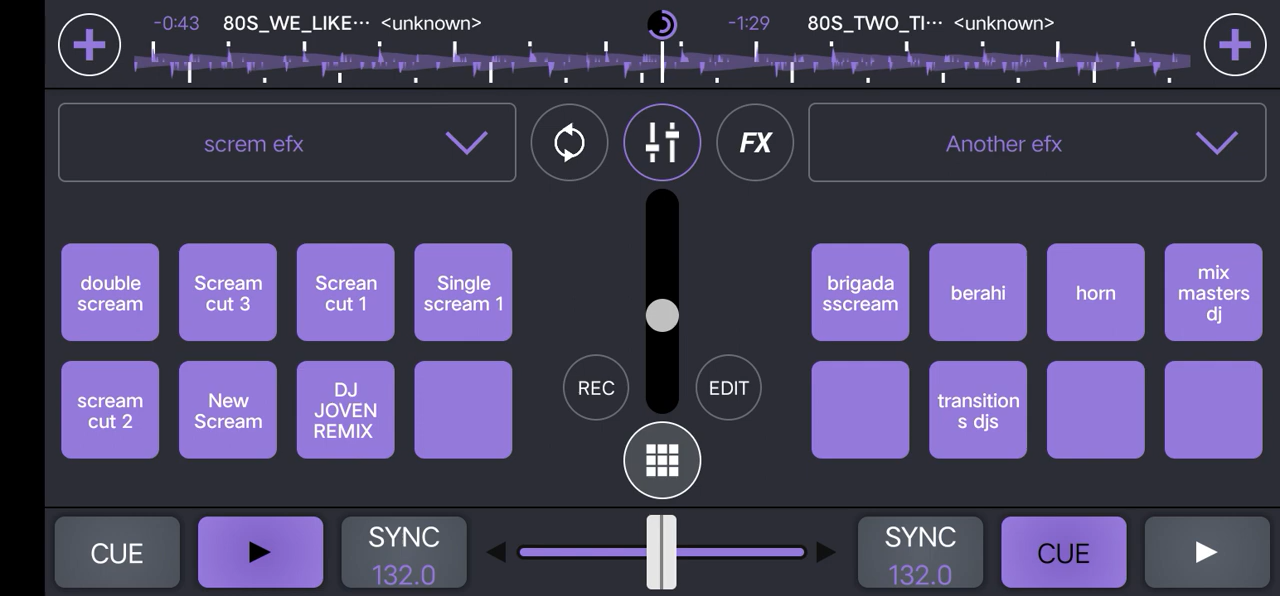 -0:43 80S_WE_LIKE··· <unknown>
-1:29 80S_TWO_TI··· <unknown>
screm efx
FX
Another efx
double
scream
Scream
cut 3
Screan
cut 1
Single
scream 1
brigada
sscream
berahi
horn
mix
masters
dj
scream
cut 2
New
Scream
DJ
JOVEN
REMIX
REC
EDIT
transition
s djs
CUE
SYNC
132.0
SYNC
132.0
CUE